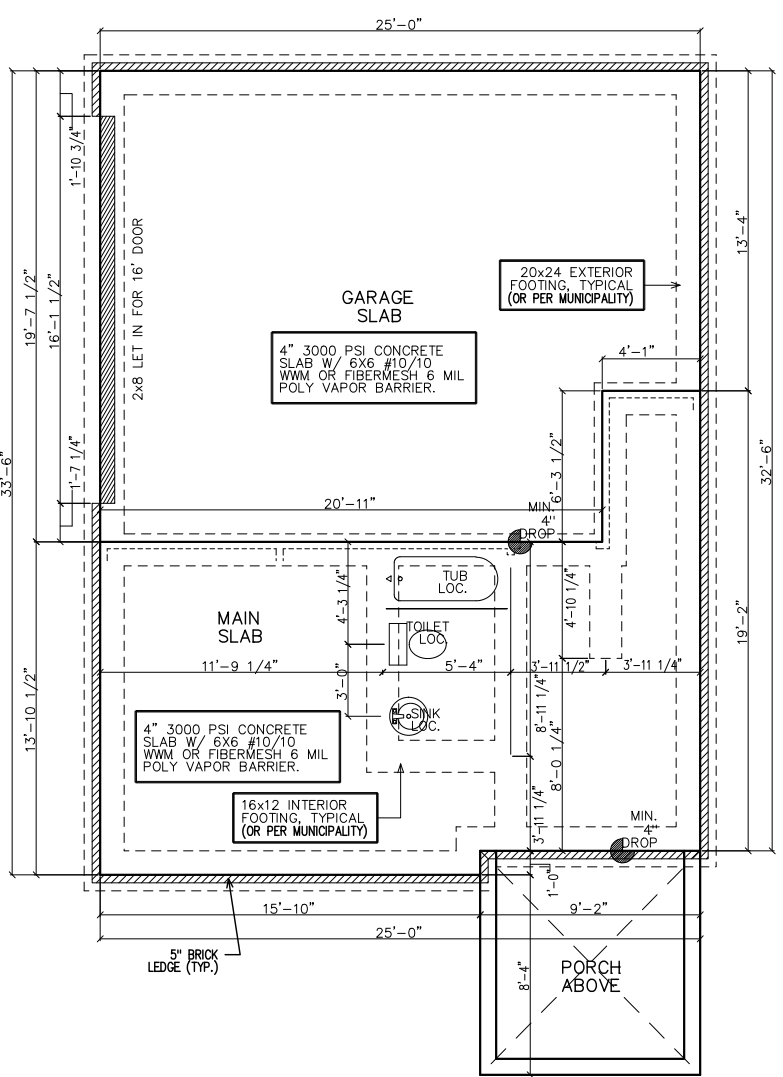 25'-0"
1'-10 3/4"
19'-7 1/2"
16'-1 1/2"
2x8 LET IN FOR 16' DOOR
13'-4"
20x24 EXTERIOR
FOOTING, TYPICAL
(OR PER MUNICIPALITY)
GARAGE
SLAB
4" 3000 PSI CONCRETE
SLAB W/ 6X6 #10/10
WWM OR FIBERMESH 6 MIL
POLY VAPOR BARRIER.
4'-1"
33'-6"
1'-7 1/4"
6'-3 1/2"
32'-6"
20'-11"
MIN.
4"
DROP
TUB
LOC.
4'-3 1/4"
4'-10 1/4"
MAIN
SLAB
TOILET
LOC.
19'-2"
11'-9 1/4"
5'-4"
3'-11 1/2"
3'-11 1/4"
3'-0"
13'-10 1/2"
SINK
LOC.
8'-11 1/4"
8'-0 1/4"
4" 3000 PSI CONCRETE
SLAB W/ 6X6 #10/10
WWM OR FIBERMESH 6 MIL
POLY VAPOR BARRIER.
16x12 INTERIOR
FOOTING, TYPICAL
(OR PER MUNICIPALITY)
3'-11 1/4"
MIN.
4"
DROP
1'-0"
15'-10"
9'-2"
25'-0"
5" BRICK
LEDGE (TYP.)
8'-4"
PORCH
ABOVE